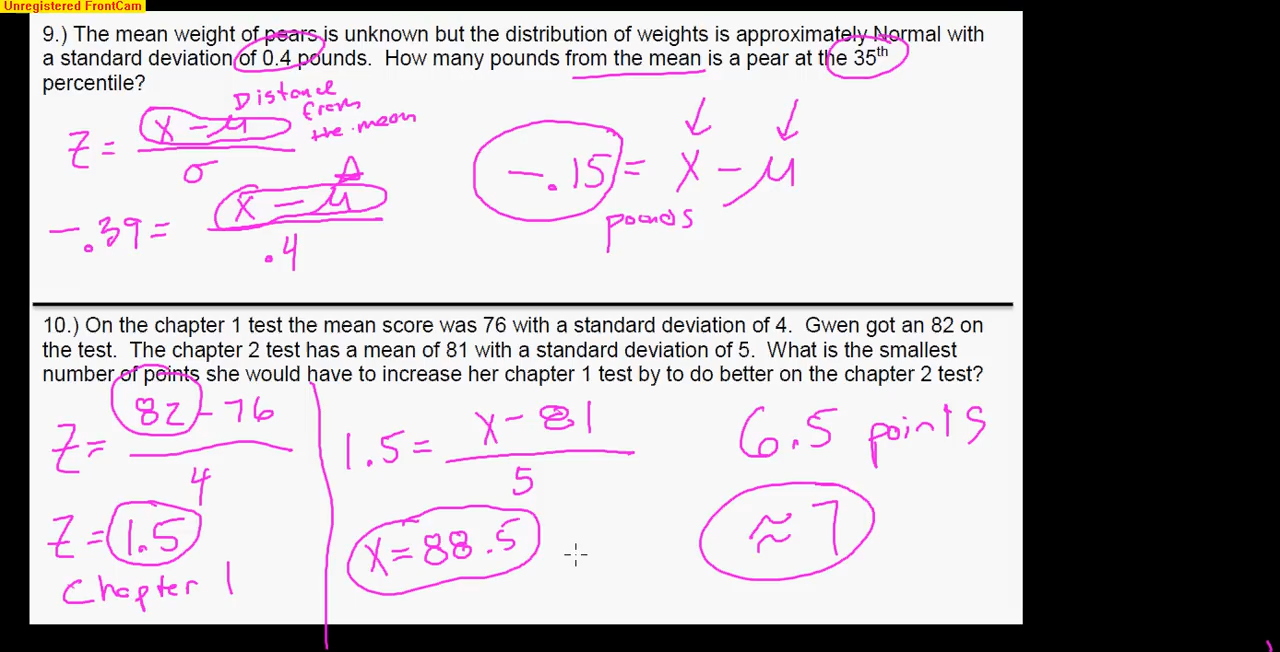 Unregistered FrontCam
9.) The mean weight of pears is unknown but the distribution of weights is approximately Normal with
a standard deviation of 0.4 pounds. How many pounds from the mean is a pear at the 35th
percentile?
Distance
from
the mean
Z = x - μ / σ
-.39 = x - μ / .4
-.15 = x - μ
pounds
10.) On the chapter 1 test the mean score was 76 with a standard deviation of 4. Gwen got an 82 on
the test. The chapter 2 test has a mean of 81 with a standard deviation of 5. What is the smallest
number of points she would have to increase her chapter 1 test by to do better on the chapter 2 test?
Z = 82 - 76 / 4
Z = 1.5
Chapter 1
1.5 = x - 81 / 5
x = 88.5
6.5 points
≈ 7